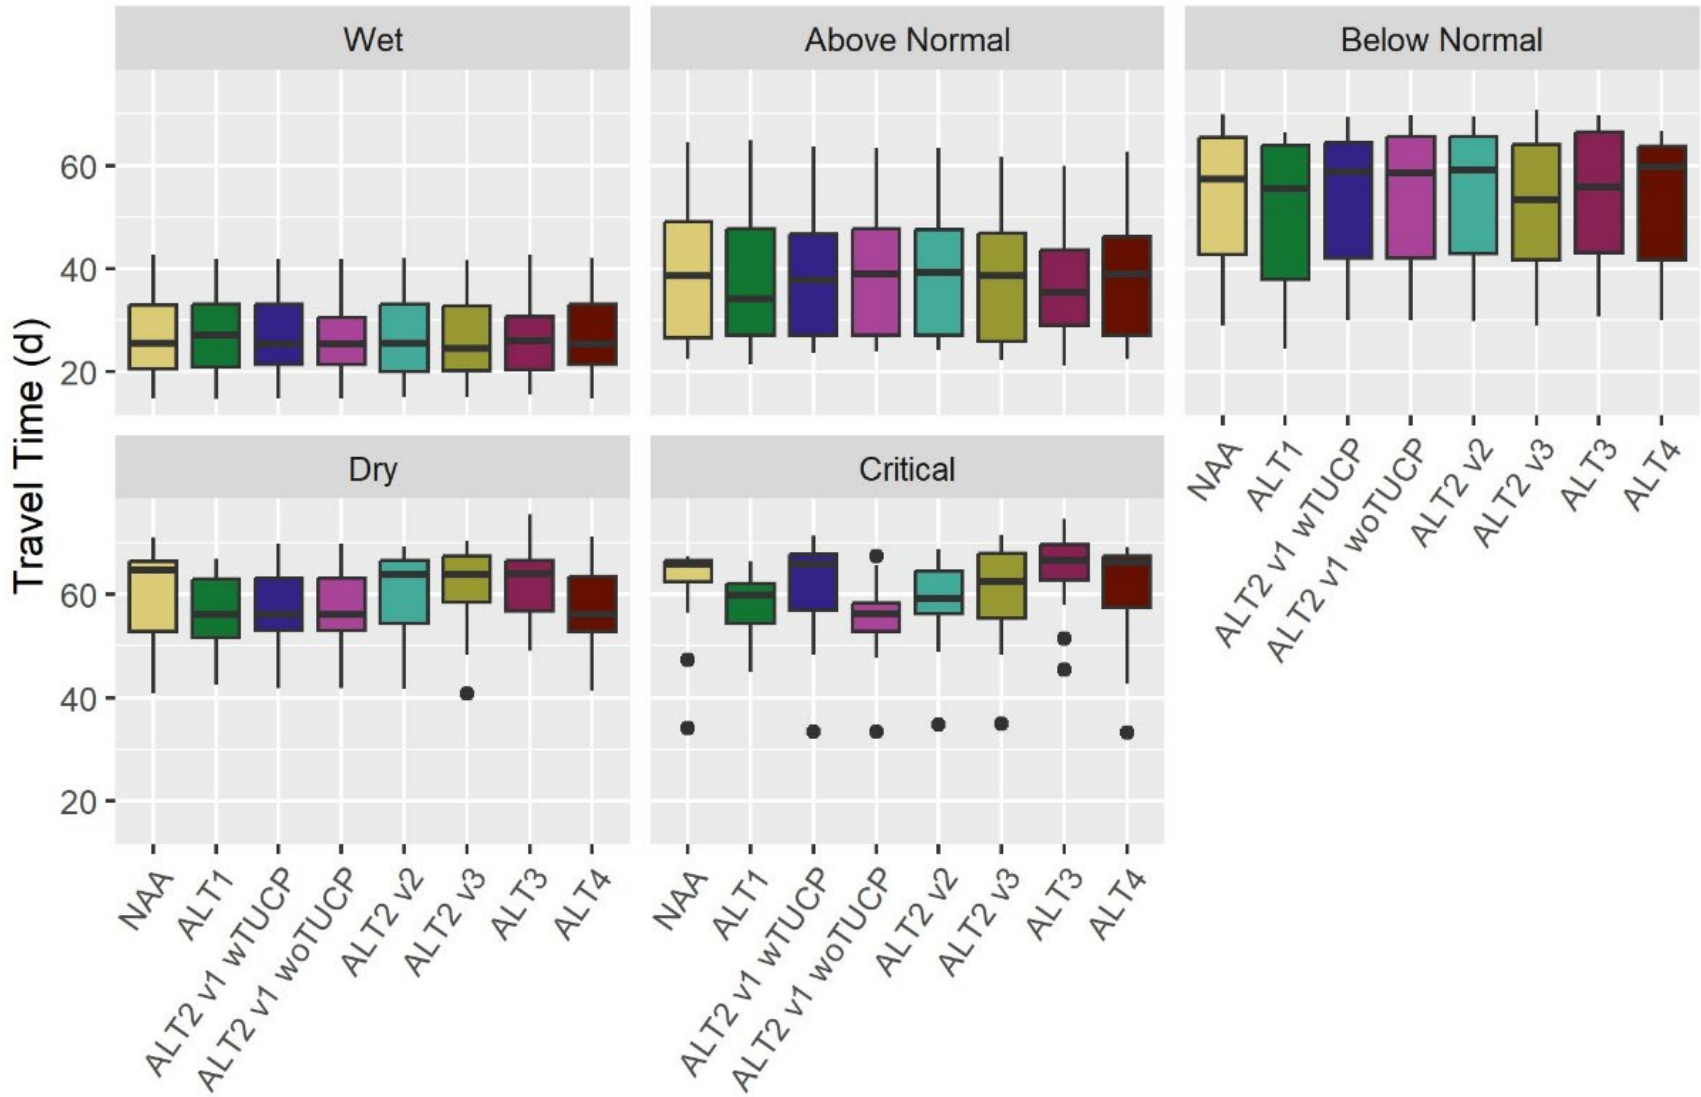 Wet
Above Normal
Below Normal
Travel Time (d)
60
40
20
NAA
ALT1
ALT2 v1 wTUCP
ALT2 v1 woTUCP
ALT2 v2
ALT2 v3
ALT3
ALT4
Dry
Critical
60
40
20
NAA
ALT1
ALT2 v1 wTUCP
ALT2 v1 woTUCP
ALT2 v2
ALT2 v3
ALT3
ALT4
NAA
ALT1
ALT2 v1 wTUCP
ALT2 v1 woTUCP
ALT2 v2
ALT2 v3
ALT3
ALT4